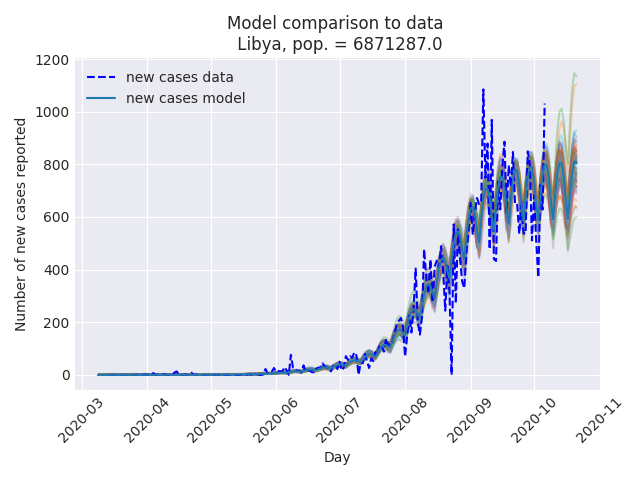 Model comparison to data
Libya, pop. = 6871287.0
new cases data
new cases model
Number of new cases reported
1200
1000
800
600
400
200
0
2020-03
2020-04
2020-05
2020-06
2020-07
2020-08
2020-09
2020-10
2020-11
Day